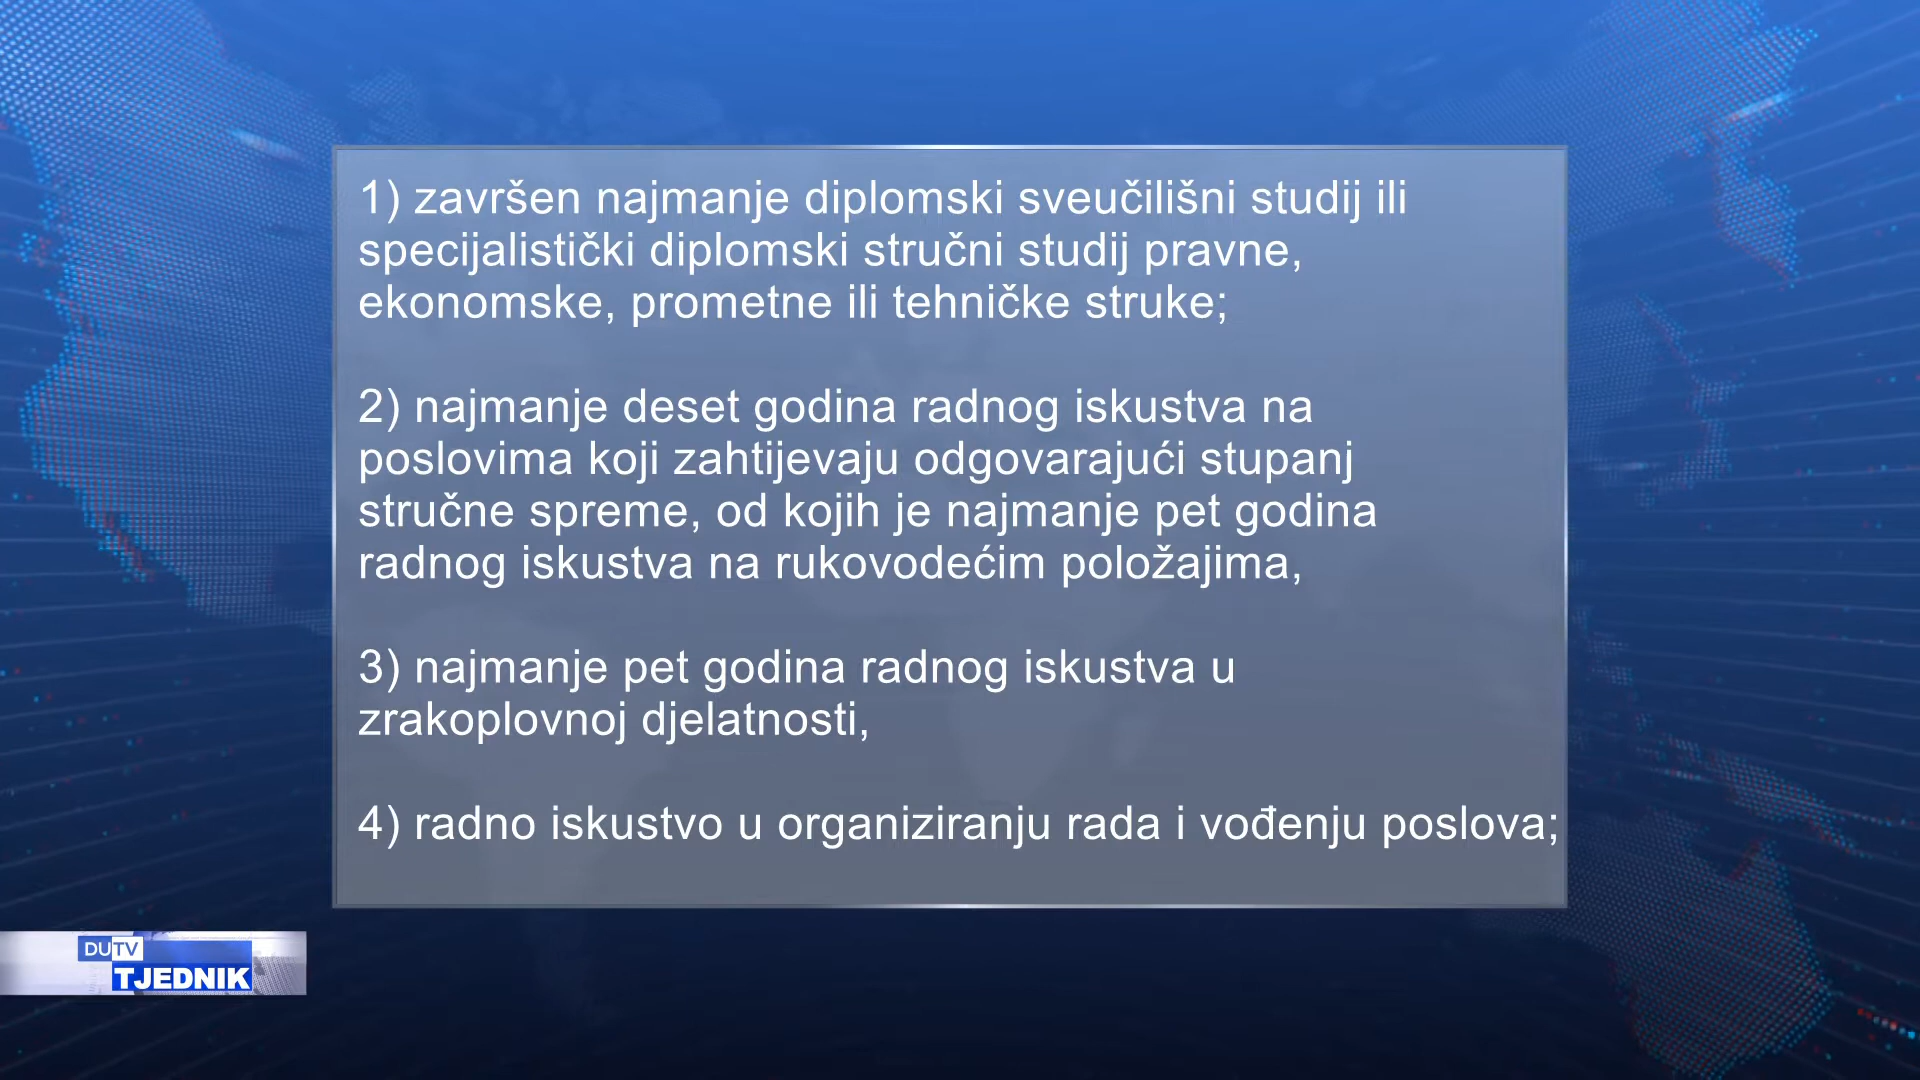 1) završen najmanje diplomski sveučilišni studij ili
specijalistički diplomski stručni studij pravne,
ekonomske, prometne ili tehničke struke;
2) najmanje deset godina radnog iskustva na
poslovima koji zahtijevaju odgovarajući stupanj
stručne spreme, od kojih je najmanje pet godina
radnog iskustva na rukovodećim položajima,
3) najmanje pet godina radnog iskustva u
zrakoplovnoj djelatnosti,
4) radno iskustvo u organiziranju rada i vođenju poslova;
DUTV
TJEDNIK